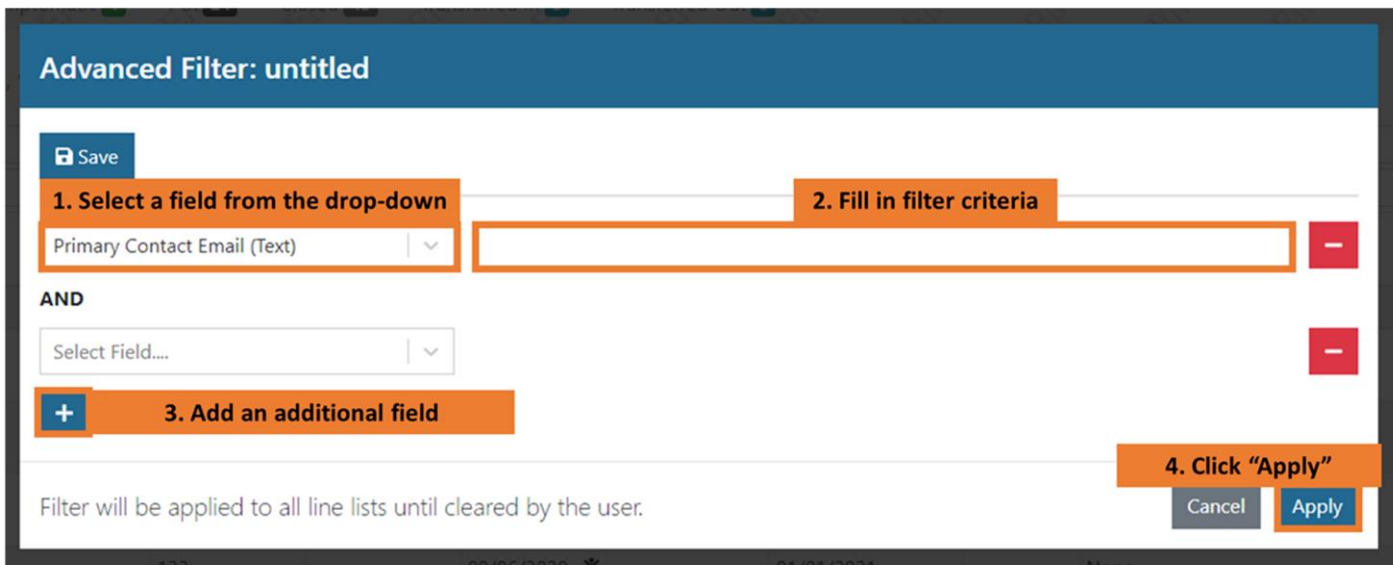 Advanced Filter: untitled
Save
1. Select a field from the drop-down
2. Fill in filter criteria
Primary Contact Email (Text)
AND
Select Field....
+ 3. Add an additional field
4. Click “Apply”
Filter will be applied to all line lists until cleared by the user.
Cancel Apply